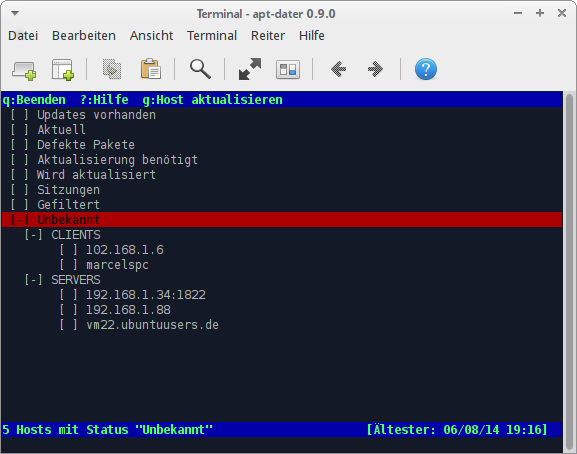 Terminal - apt-dater 0.9.0
Datei Bearbeiten Ansicht Terminal Reiter Hilfe
q:Beenden ?:Hilfe g:Host aktualisieren
[ ] Updates vorhanden
[ ] Aktuell
[ ] Defekte Pakete
[ ] Aktualisierung benötigt
[ ] Wird aktualisiert
[ ] Sitzungen
[ ] Gefiltert
[-] Unbekannt
[-] CLIENTS
[ ] 102.168.1.6
[ ] marcelspc
[-] SERVERS
[ ] 192.168.1.34:1822
[ ] 192.168.1.88
[ ] vm22.ubuntuusers.de
5 Hosts mit Status "Unbekannt" [Ältester: 06/08/14 19:16]